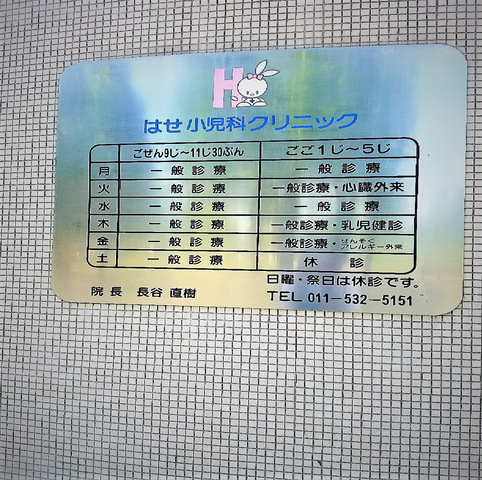 H
はせ小児科クリニック
ごぜん9じ〜11じ30ぷん ごご1じ〜5じ
月 一般診療 一般診療
火 一般診療 一般診療・心臓外来
水 一般診療 一般診療
木 一般診療 一般診療・乳児健診
金 一般診療 一般診療・ぜんそく アレルギー外来
土 一般診療 休診
日曜・祭日は休診です。
院長 長谷直樹 TEL 011-532-5151